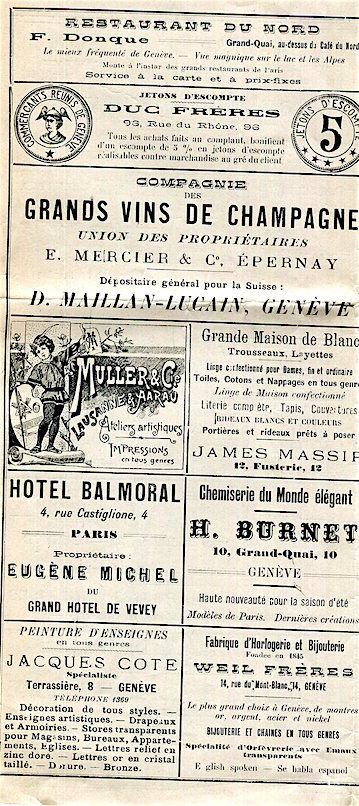 RESTAURANT DU NORD
F. Donque
Grand-Quai, au-dessus du Café du Nord
Le mieux fréquenté de Genève. — Vue magnique sur le lac et les Alpes
Monté à l'instar des grands restaurants de Paris
Service à la carte et à prix-fixes
COMMERÇANTS RÉUNIS DE GENÈVE
JETONS D'ESCOMPTE
DUC FRÈRES
96, Rue du Rhône, 96
Tous les achats faits au comptant, bonifient
d'un escompte de 5 % en jetons d'escompte
réalisables contre marchandise au gré du client
JETONS D'ESCOMPTE
5
COMPAGNIE
DES
GRANDS VINS DE CHAMPAGNE
UNION DES PROPRIÉTAIRES
E. MERCIER & Cº, ÉPERNAY
Dépositaire général pour la Suisse :
D. MAILLAN-LUCAIN, GENÈVE
MULLER & Cº
LAUSANNE & AARAU
Ateliers artistiques
IMPRESSIONS
en tous genres
Grande Maison de Blanc
Trousseaux, Layettes
Linge confectionné pour Dames, fin et ordinaire
Toiles, Cotons et Nappages en tous genres
Linge de Maison confectionné
Literie complète, Tapis, Couvertures
RIDEAUX BLANCS ET COULEURS
Portières et rideaux prêts à poser
JAMES MASSIP
12, Fusterie, 12
HOTEL BALMORAL
4, rue Castiglione, 4
PARIS
Propriétaire :
EUGÈNE MICHEL
DU
GRAND HOTEL DE VEVEY
Chemiserie du Monde élégant
H. BURNET
10, Grand-Quai, 10
GENÈVE
Haute nouveauté pour la saison d'été
Modèles de Paris. Dernières créations
PEINTURE D'ENSEIGNES
en tous genres
JACQUES COTE
Spécialiste
Terrassière, 8 — GENÈVE
TÉLÉPHONE 1369
Décoration de tous styles. —
Enseignes artistiques. — Drapeaux
et Armoiries. — Stores transparents
pour Magasins, Bureaux, Apparte-
ments, Églises. — Lettres relief en
zinc doré. — Lettres or en cristal
taillé. — Dorure. — Bronze.
Fabrique d'Horlogerie et Bijouterie
Fondée en 1845
WEIL FRÈRES
14, rue du Mont-Blanc, 14, GENÈVE
Le plus grand choix à Genève, de montres
or, argent, acier et nickel
BIJOUTERIE ET CHAINES EN TOUS GENRES
Spécialité d'Orfèvrerie avec Emaux
transparents
E glish spoken — Se habla espanol